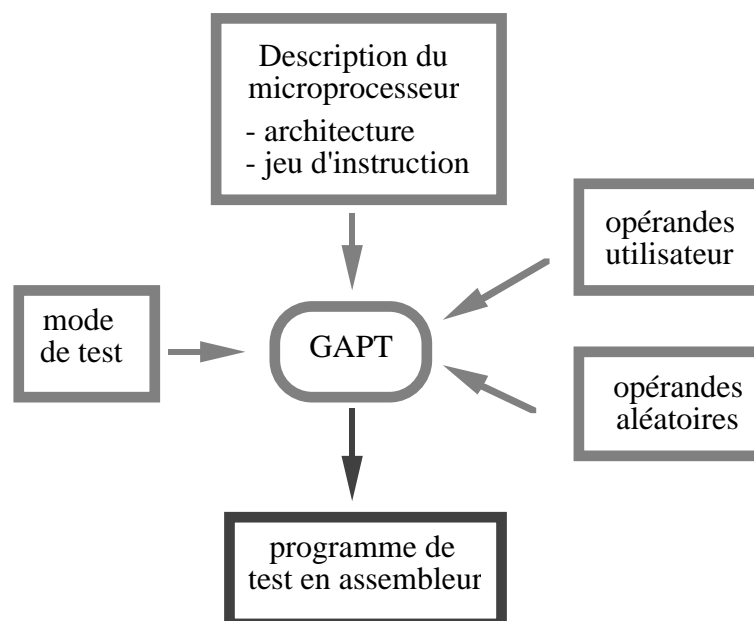 Description du
microprocesseur
- architecture
- jeu d'instruction
opérandes
utilisateur
mode
de test
GAPT
opérandes
aléatoires
programme de
test en assembleur